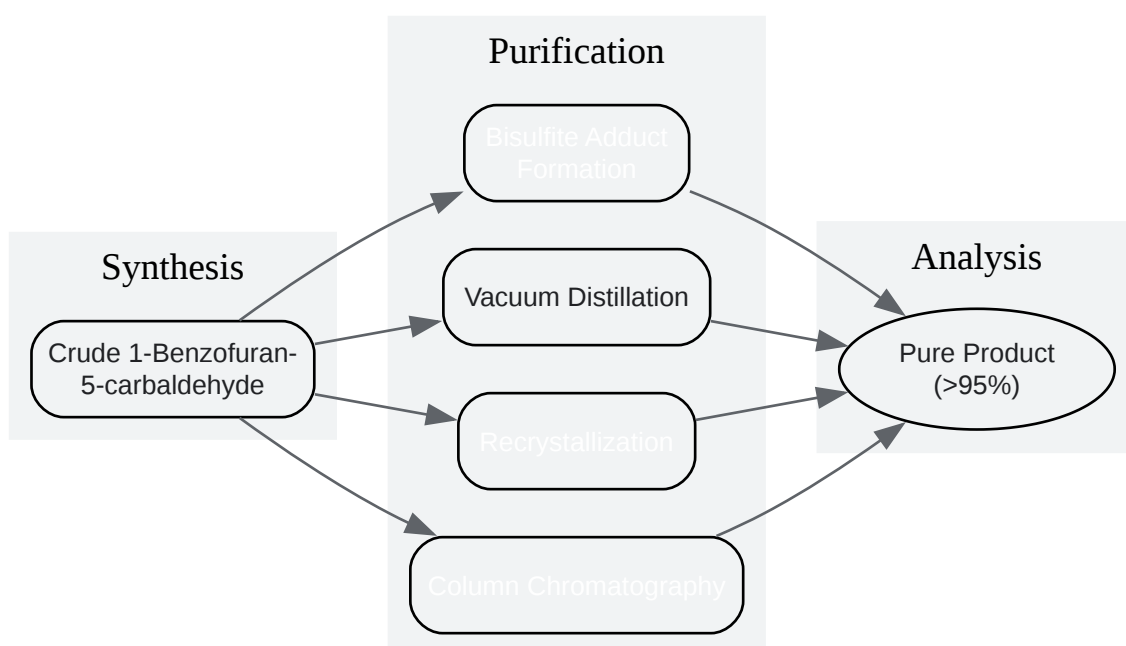 Synthesis
Crude 1-Benzofuran-
5-carbaldehyde
Purification
Bisulfite Adduct
Formation
Vacuum Distillation
Recrystallization
Column Chromatography
Analysis
Pure Product
(>95%)